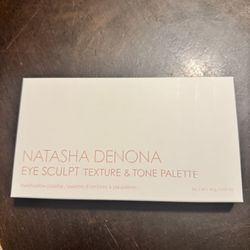 NATASHA DENONA
EYE SCULPT TEXTURE & TONE PALETTE